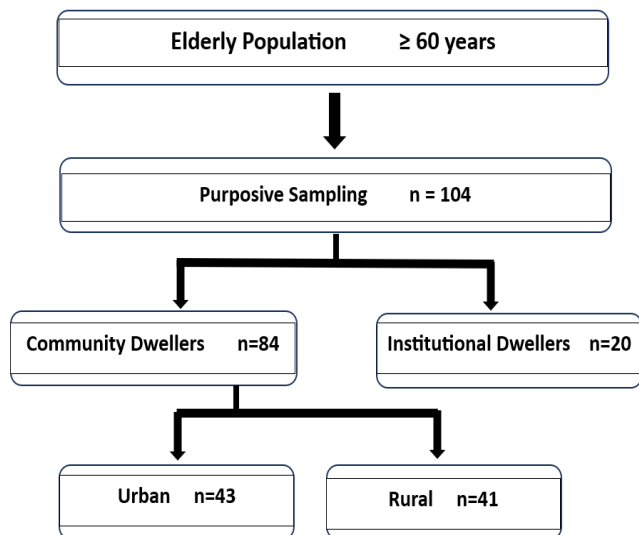 Elderly Population ≥ 60 years
Purposive Sampling n = 104
Community Dwellers n=84
Institutional Dwellers n=20
Urban n=43
Rural n=41